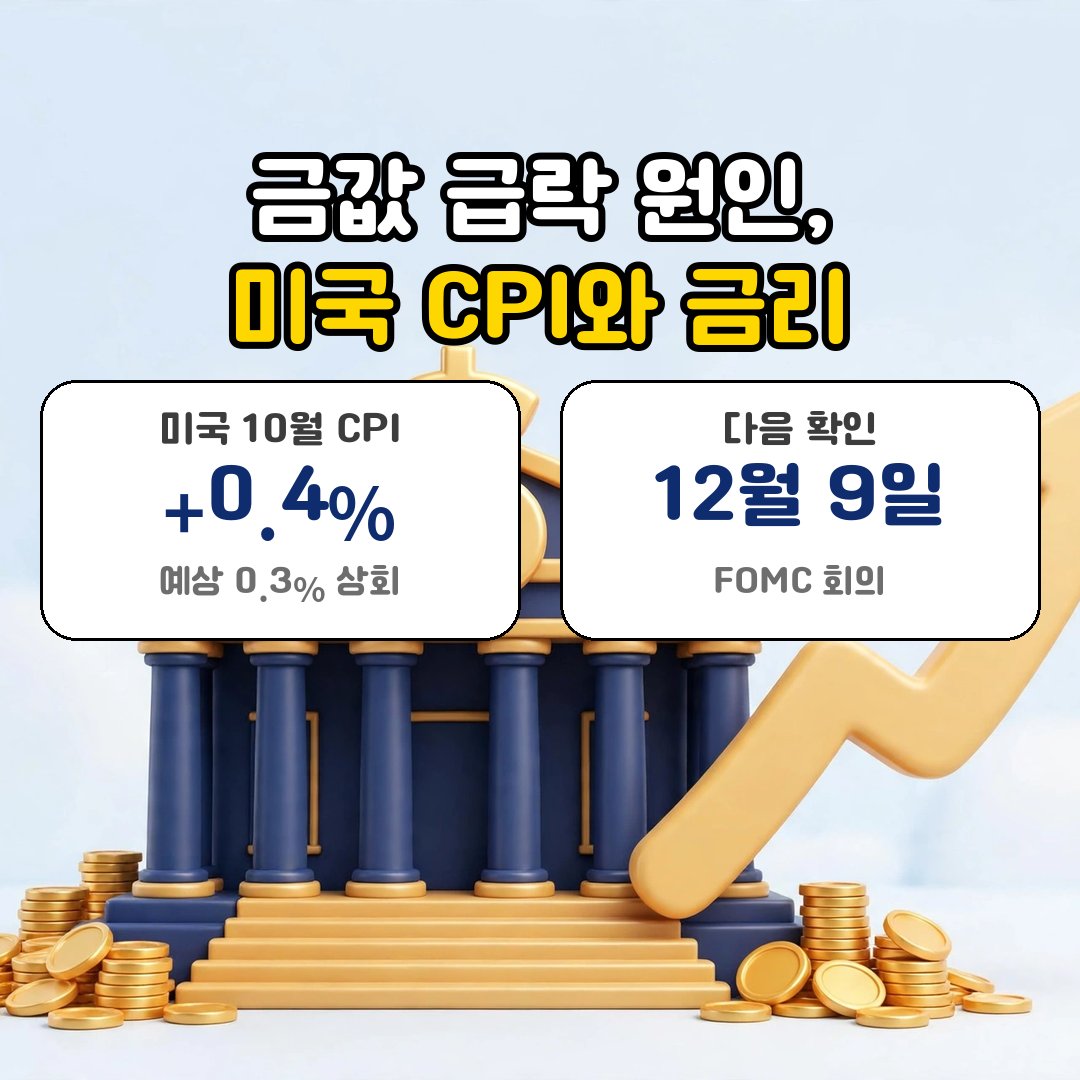 금값 급락 원인,
미국 CPI와 금리
미국 10월 CPI
+0.4%
예상 0.3% 상회
다음 확인
12월 9일
FOMC 회의